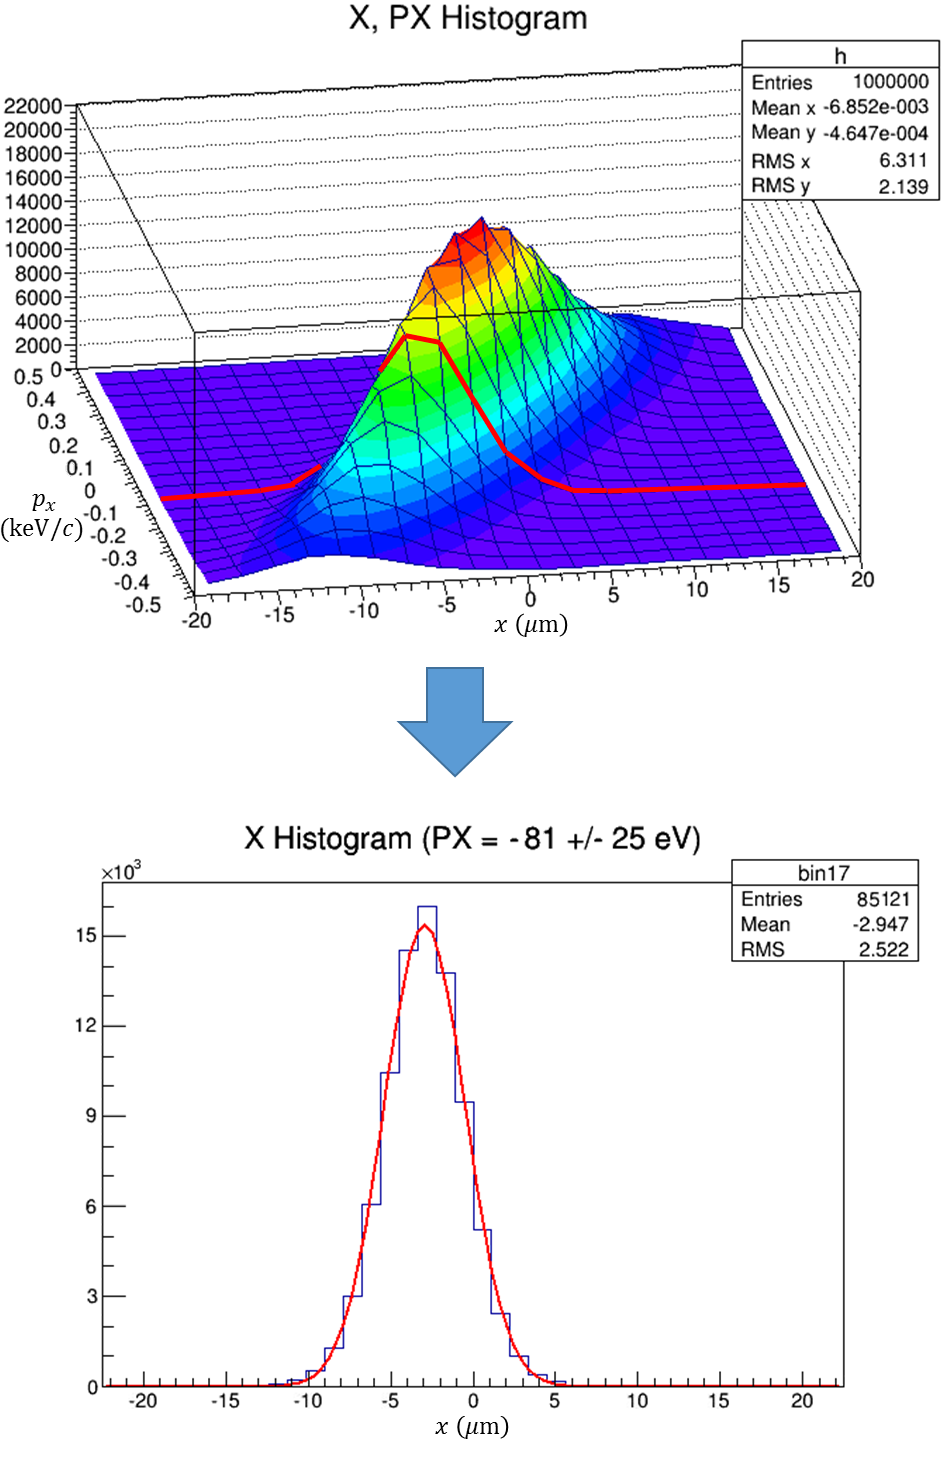 X, PX Histogram
h
Entries 1000000
Mean x -6.852e-003
Mean y -4.647e-004
RMS x 6.311
RMS y 2.139
22000
20000
18000
16000
14000
12000
10000
8000
6000
4000
2000
0
0.5
0.4
0.3
0.2
0.1
0
-0.1
-0.2
-0.3
-0.4
-0.5
pₓ
(keV/c)
-20 -15 -10 -5 0 5 10 15 20
x (μm)
X Histogram (PX = -81 +/- 25 eV)
×10³
bin17
Entries 85121
Mean -2.947
RMS 2.522
15
12
9
6
3
0
-20 -15 -10 -5 0 5 10 15 20
x (μm)